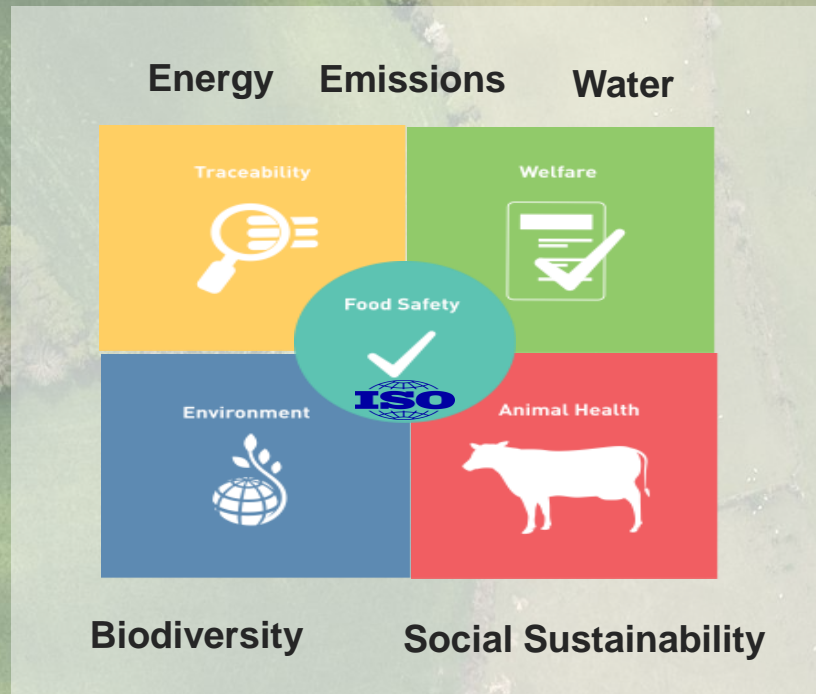 Energy Emissions Water
Traceability
Welfare
Food Safety
ISO
Environment
Animal Health
Biodiversity
Social Sustainability